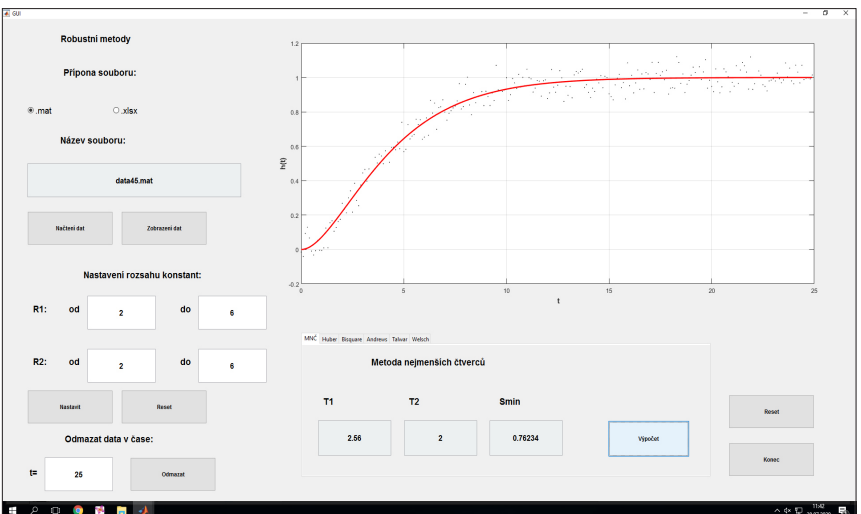 GUI
Robustní metody
Přípona souboru:
.mat
.xlsx
Název souboru:
data45.mat
Načtení dat
Zobrazení dat
Nastavení rozsahu konstant:
R1: od 2 do 6
R2: od 2 do 6
Nastavit
Reset
Odmazat data v čase:
t= 25
Odmazat
1.2
1
0.8
0.6
0.4
0.2
0
-0.2
h(t)
0 5 10 15 20 25
t
MNČ Huber Bisquare Andrews Talwar Welsch
Metoda nejmenších čtverců
T1 T2 Smin
2.56 2 0.76234
Výpočet
Reset
Konec
11:42